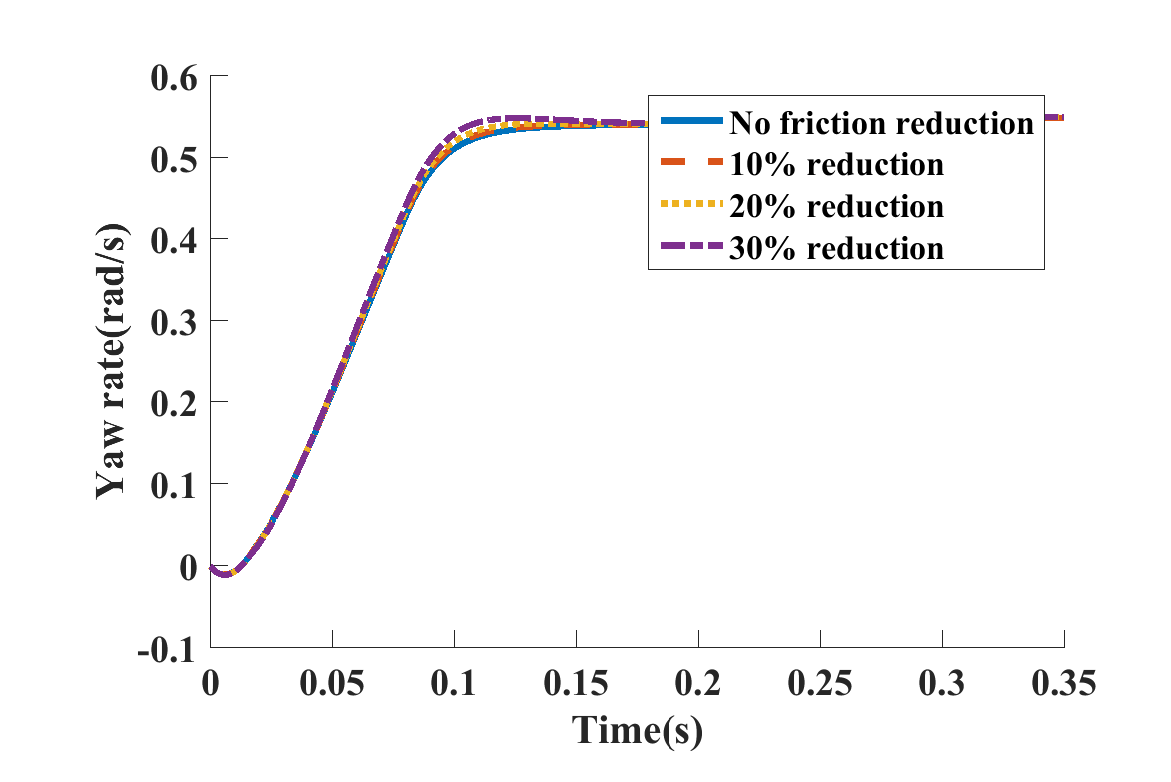 0.6
0.5
0.4
0.3
0.2
0.1
0
-0.1
Yaw rate(rad/s)
No friction reduction
10% reduction
20% reduction
30% reduction
0 0.05 0.1 0.15 0.2 0.25 0.3 0.35
Time(s)